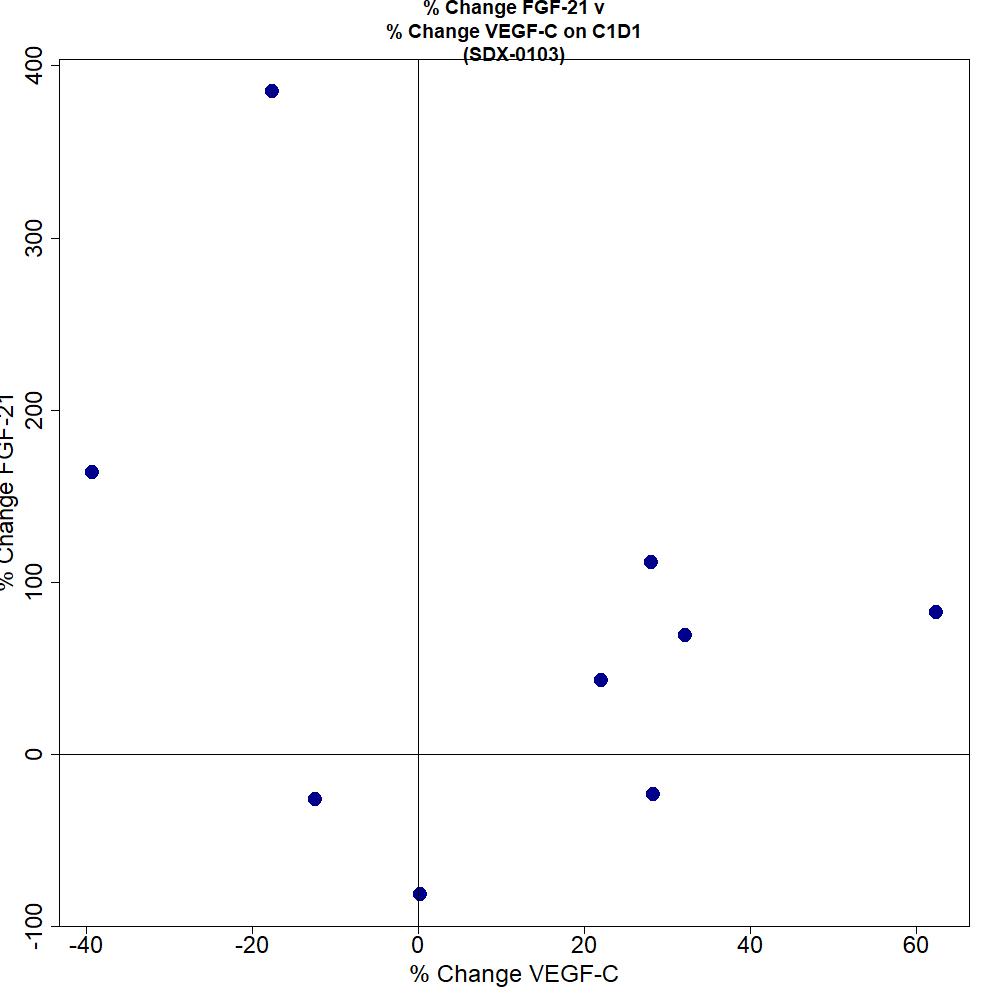 % Change FGF-21 v
% Change VEGF-C on C1D1
(SDX-0103)
% Change FGF-21
400
300
200
100
0
-100
-40 -20 0 20 40 60
% Change VEGF-C